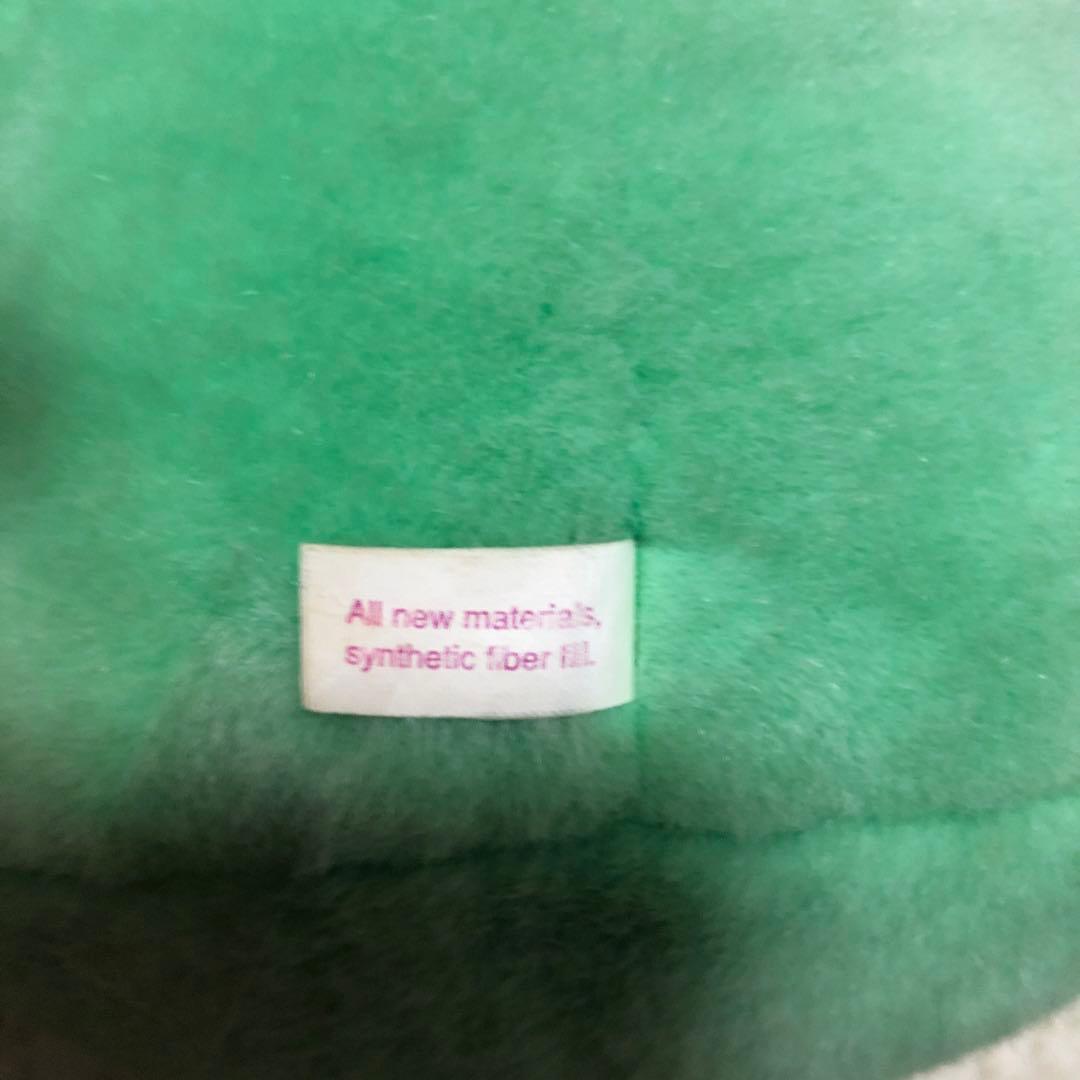 All new materials,
synthetic fiber fill.